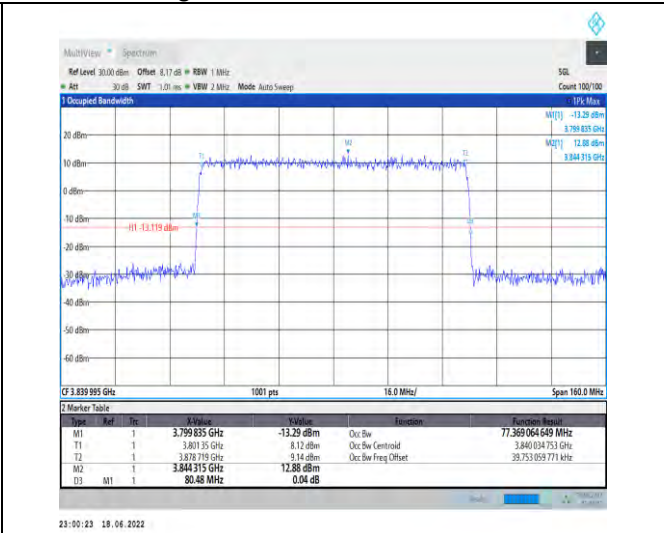 MultiView Spectrum
Ref Level 30.00 dBm Offset 8.17 dB RBW 1 MHz SGL
Att 30 dB SWT 1.01 ms VBW 2 MHz Mode Auto Sweep Count 100/100
1 Occupied Bandwidth 1Pk Max
M1[1] -13.29 dBm
3.799 835 GHz
20 dBm M2[1] 12.88 dBm
3.844 315 GHz
M2
T1 T2
10 dBm
0 dBm
-10 dBm
M1
H1 -13.119 dBm
-30 dBm
-40 dBm
-50 dBm
-60 dBm
CF 3.839 995 GHz 1001 pts 16.0 MHz/ Span 160.0 MHz
2 Marker Table
Type Ref Trc X-Value Y-Value Function Function Result
M1 1 3.799 835 GHz -13.29 dBm Occ Bw 77.369 064 649 MHz
T1 1 3.801 35 GHz 8.12 dBm Occ Bw Centroid 3.840 034 753 GHz
T2 1 3.878 719 GHz 9.14 dBm Occ Bw Freq Offset 39.753 059 771 kHz
M2 1 3.844 315 GHz 12.88 dBm
D3 M1 1 80.48 MHz 0.04 dB
23:00:23 18.06.2022